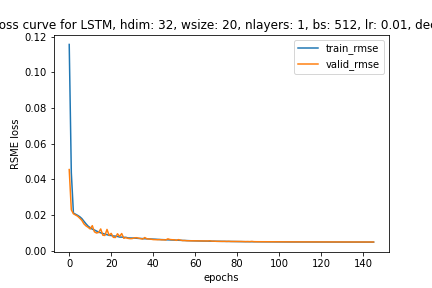 oss curve for LSTM, hdim: 32, wsize: 20, nlayers: 1, bs: 512, lr: 0.01, dec
0.12
0.10
0.08
0.06
0.04
0.02
0.00
RSME loss
train_rmse
valid_rmse
0 20 40 60 80 100 120 140
epochs